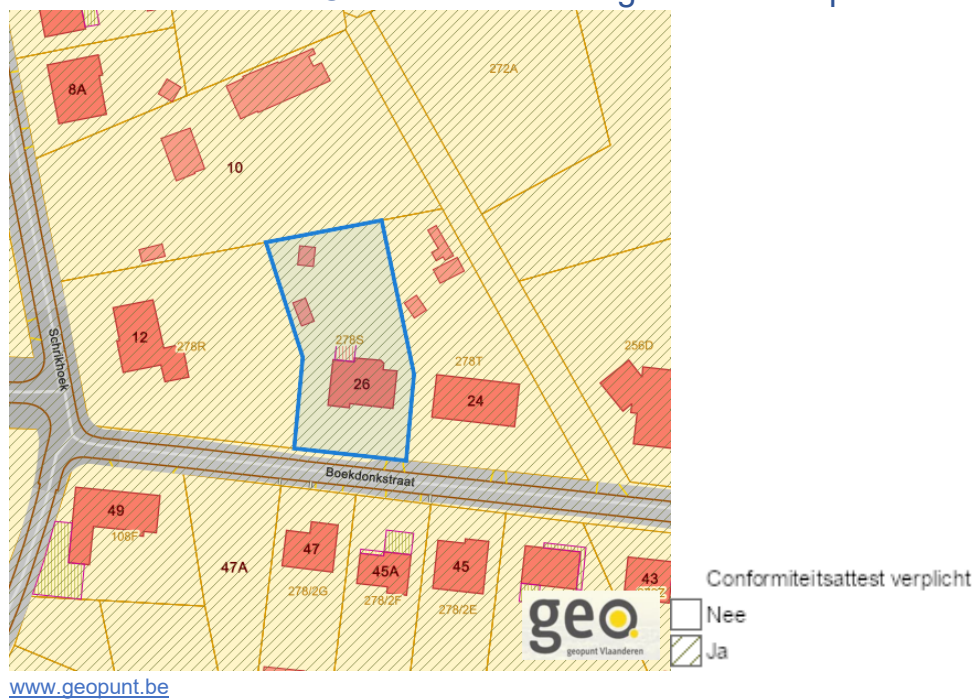 8A
272A
10
Schrikhoek
12
278R
278S
26
278T
24
256D
Boekdonkstraat
49
108F
47A
47
278/2G
45A
278/2F
45
278/2E
43
geo.
geopunt Vlaanderen
Conformiteitsattest verplicht
Nee
Ja
www.geopunt.be